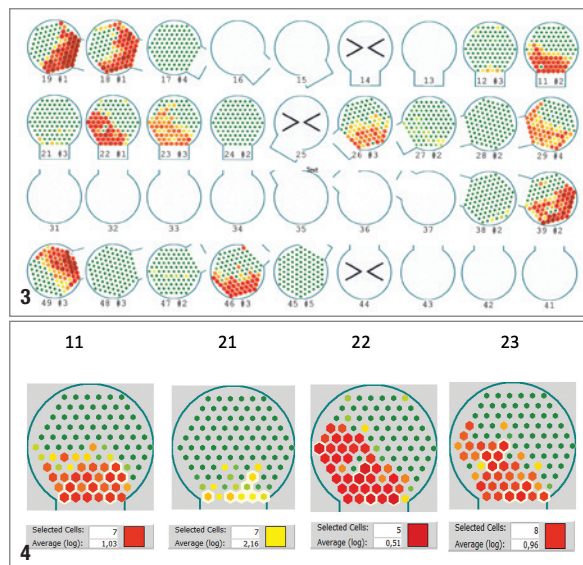 19 #1 18 #1 17 #4 16 15 14 13 12 #3 11 #2
21 #3 22 #1 23 #3 24 #2 25 26 #3 27 #2 28 #2 29 #4
31 32 33 34 35 36 37 38 #2 39 #2
49 #3 48 #3 47 #2 46 #3 45 #5 44 43 42 41
3
11 21 22 23
Selected Cells: 7 Selected Cells: 7 Selected Cells: 5 Selected Cells: 8
Average (log): 1,03 Average (log): 2,16 Average (log): 0,51 Average (log): 0,96
4